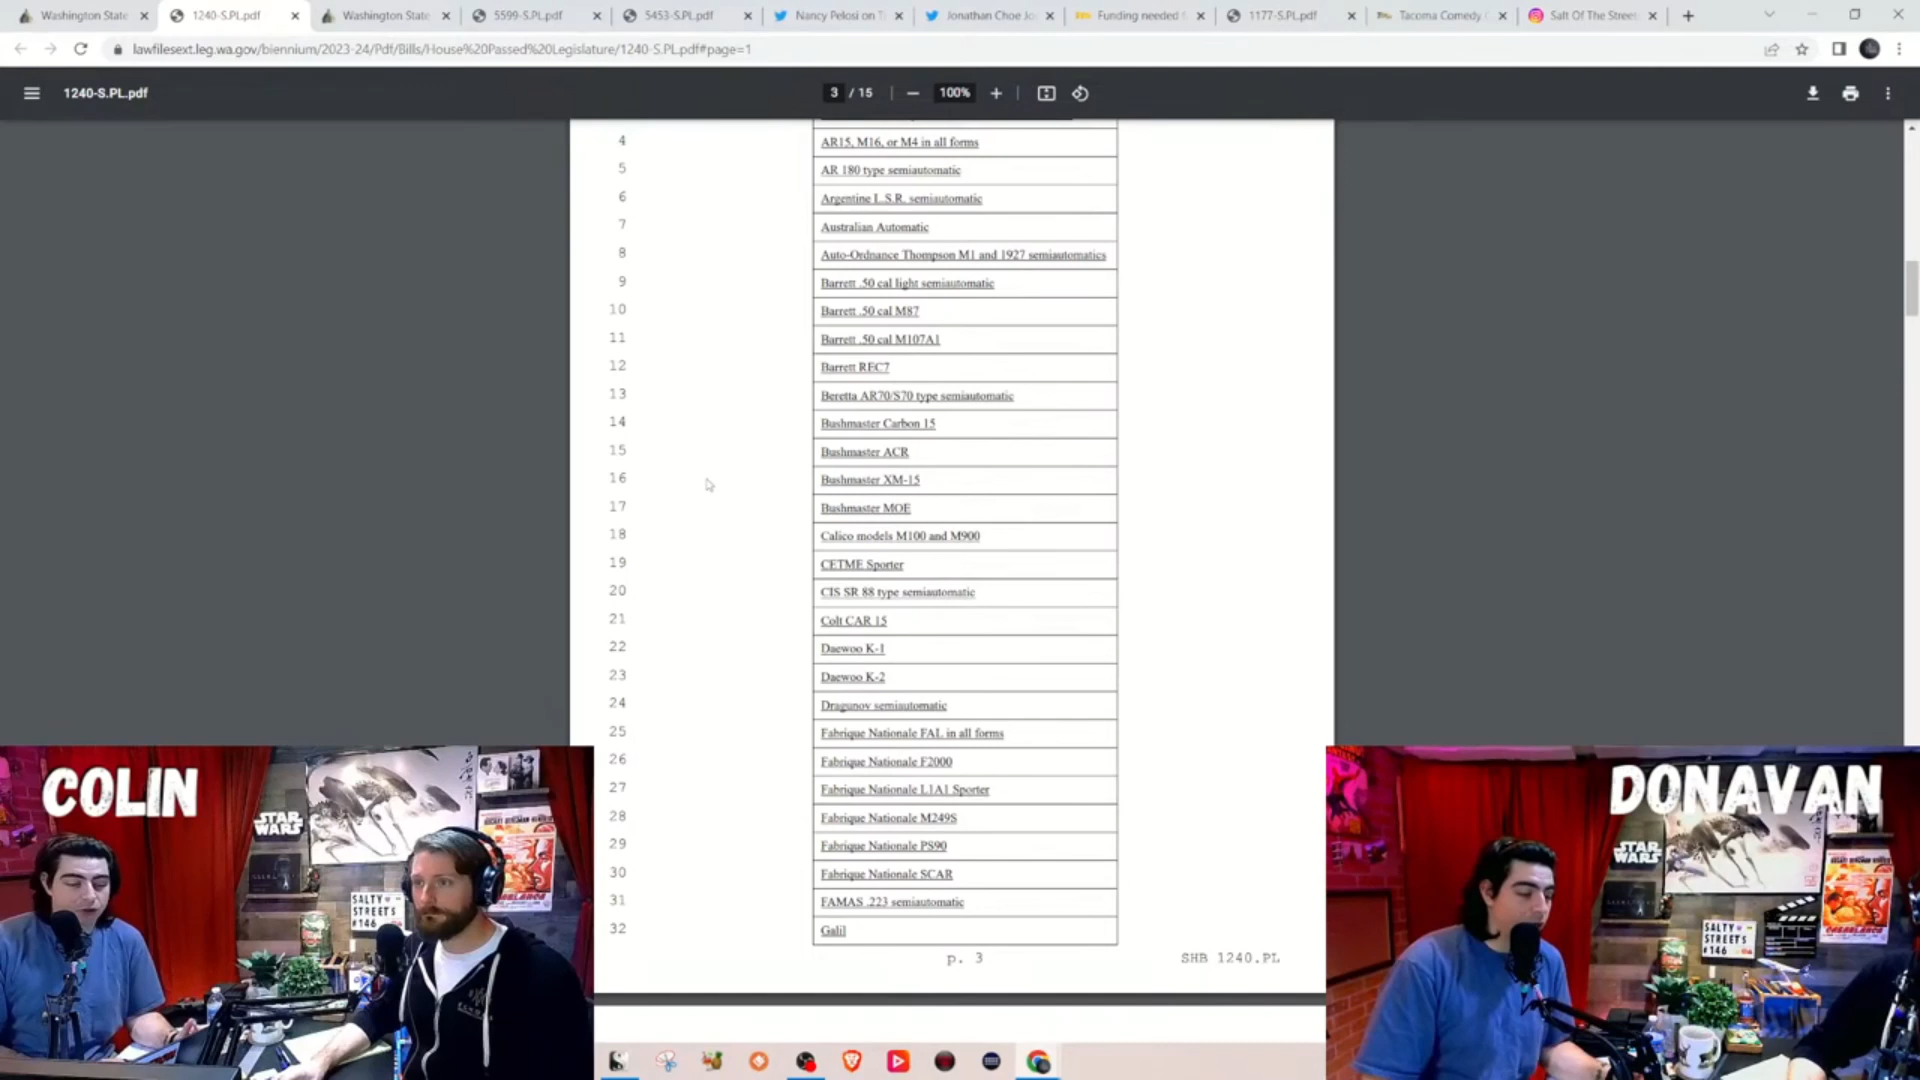 Washington State
1240-S.PL.pdf
Washington State
5599-S.PL.pdf
5453-S.PL.pdf
Nancy Pelosi on T
Jonathan Choe Jo
Funding needed
1177-S.PL.pdf
Tacoma Comedy
Salt Of The Street
lawfilesext.leg.wa.gov/biennium/2023-24/Pdf/Bills/House%20Passed%20Legislature/1240-S.PL.pdf#page=1
1240-S.PL.pdf
3 / 15
100%
4 AR15, M16, or M4 in all forms
5 AR 180 type semiautomatic
6 Argentine L.S.R. semiautomatic
7 Australian Automatic
8 Auto-Ordnance Thompson M1 and 1927 semiautomatics
9 Barrett .50 cal light semiautomatic
10 Barrett .50 cal M87
11 Barrett .50 cal M107A1
12 Barrett REC7
13 Beretta AR70/S70 type semiautomatic
14 Bushmaster Carbon 15
15 Bushmaster ACR
16 Bushmaster XM-15
17 Bushmaster MOE
18 Calico models M100 and M900
19 CETME Sporter
20 CIS SR 88 type semiautomatic
21 Colt CAR 15
22 Daewoo K-1
23 Daewoo K-2
24 Dragunov semiautomatic
25 Fabrique Nationale FAL in all forms
26 Fabrique Nationale F2000
27 Fabrique Nationale L1A1 Sporter
28 Fabrique Nationale M249S
29 Fabrique Nationale PS90
30 Fabrique Nationale SCAR
31 FAMAS .223 semiautomatic
32 Galil
p. 3
SHB 1240.PL
COLIN
STAR
WARS
SALTY
STREETS
#146
CASABLANCA
DONAVAN
STAR
WARS
SALTY
STREETS
#146
CASABLANCA